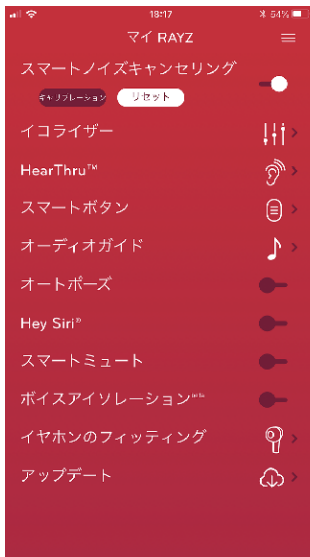 18:17
64%
マイ RAYZ
スマートノイズキャンセリング
キャリブレーション リセット
イコライザー
HearThru™
スマートボタン
オーディオガイド
オートポーズ
Hey Siri®
スマートミュート
ボイスアイソレーション beta
イヤホンのフィッティング
アップデート